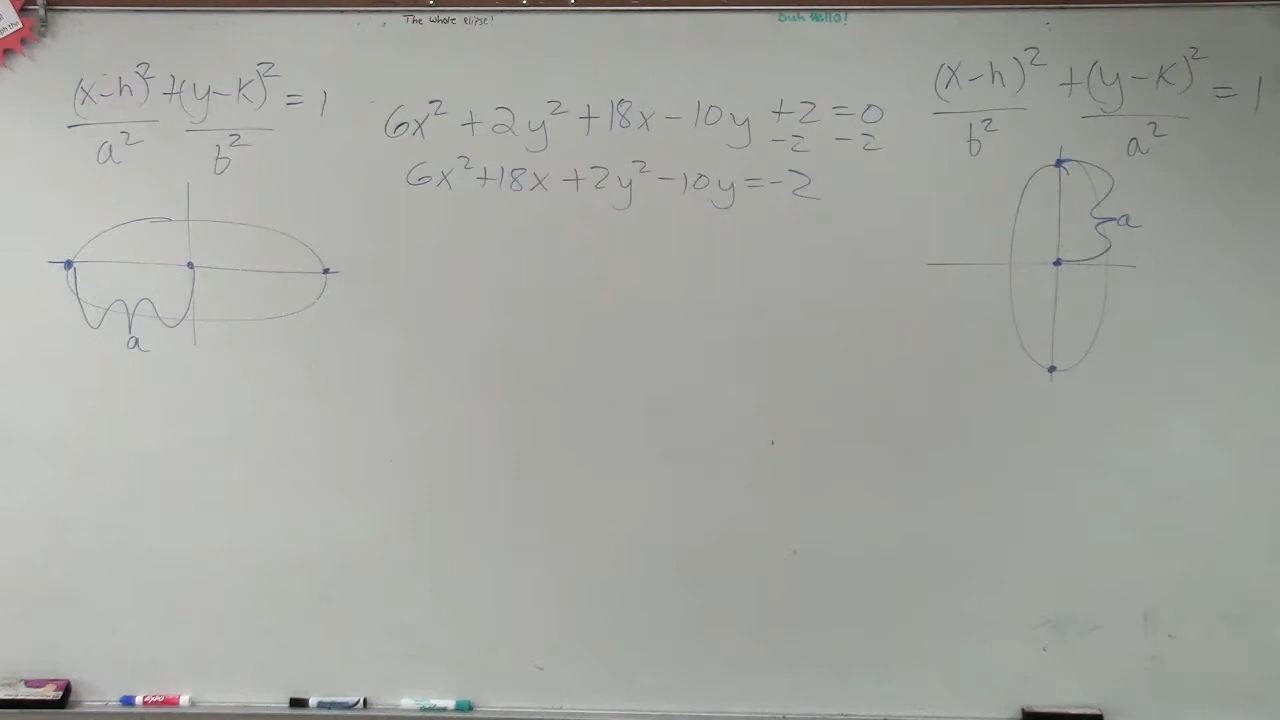 The whole elipse!
(x-h)² + (y-k)² = 1
a² b²
6x² + 2y² + 18x - 10y + 2 = 0
-2 -2
6x² + 18x + 2y² - 10y = -2
(x-h)² + (y-k)² = 1
b² a²
a
a
EXPO